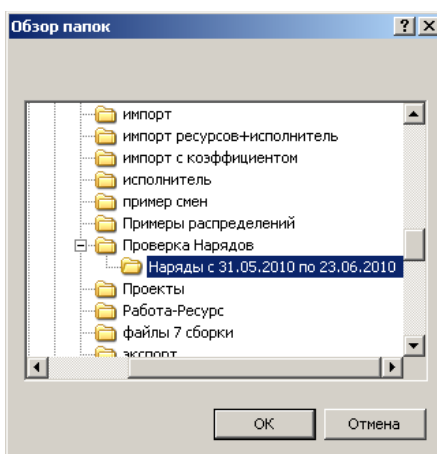 Обзор папок
импорт
импорт ресурсов+исполнитель
импорт с коэффициентом
исполнитель
пример смен
Примеры распределений
Проверка Нарядов
Наряды с 31.05.2010 по 23.06.2010
Проекты
Работа-Ресурс
файлы 7 сборки
экспорт
ОК
Отмена